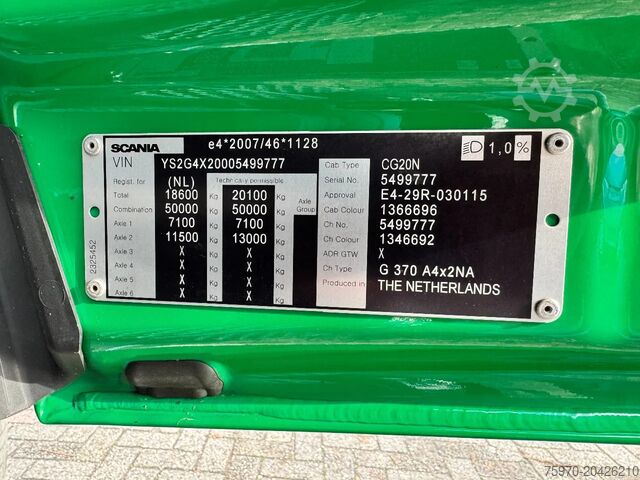 SCANIA e4*2007/46*1128 1,0%
VIN YS2G4X20005499777 Cab Type CG20N
Regist. for (NL) Technically permissible Serial No. 5499777
Total 18600 Kg 20100 Kg Axle Group Approval E4-29R-030115
Combination 50000 Kg 50000 Kg Cab Colour 1366696
Axle 1 7100 Kg 7100 Kg Ch No. 5499777
Axle 2 11500 Kg 13000 Kg Ch Colour 1346692
Axle 3 X Kg X Kg ADR GTW X
Axle 4 X Kg X Kg Ch Type G 370 A4x2NA
Axle 5 X Kg X Kg Produced in THE NETHERLANDS
Axle 6 X Kg X Kg
2325452
75970-20426210